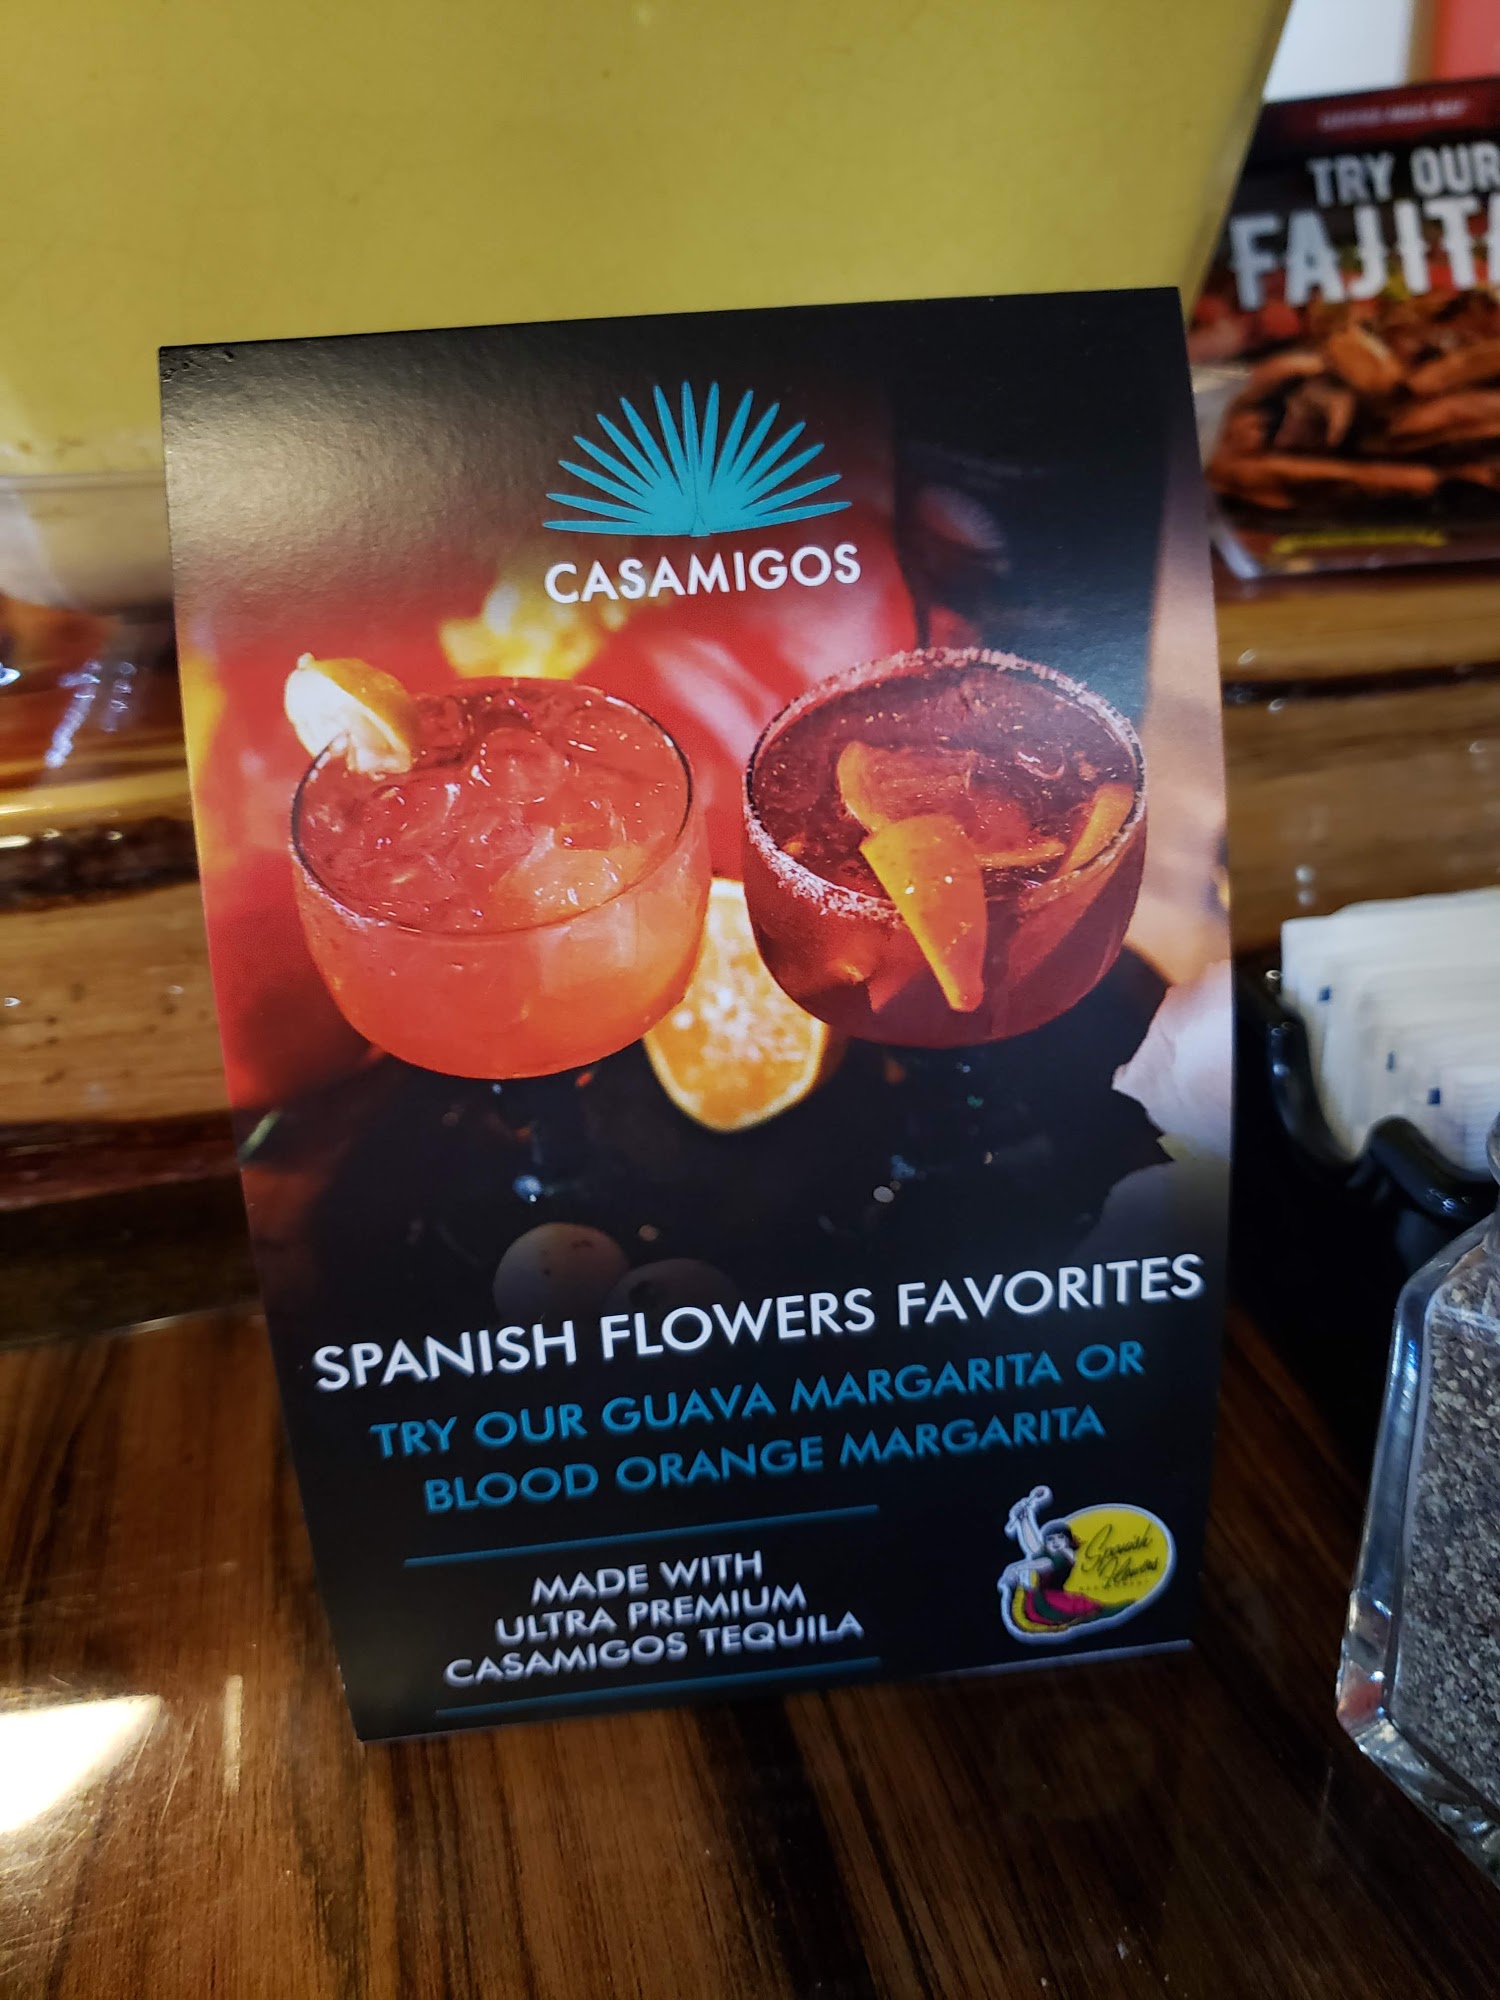 TRY OUR
FAJIT
CASAMIGOS
SPANISH FLOWERS FAVORITES
TRY OUR GUAVA MARGARITA OR
BLOOD ORANGE MARGARITA
MADE WITH
ULTRA PREMIUM
CASAMIGOS TEQUILA
Spanish
Flowers